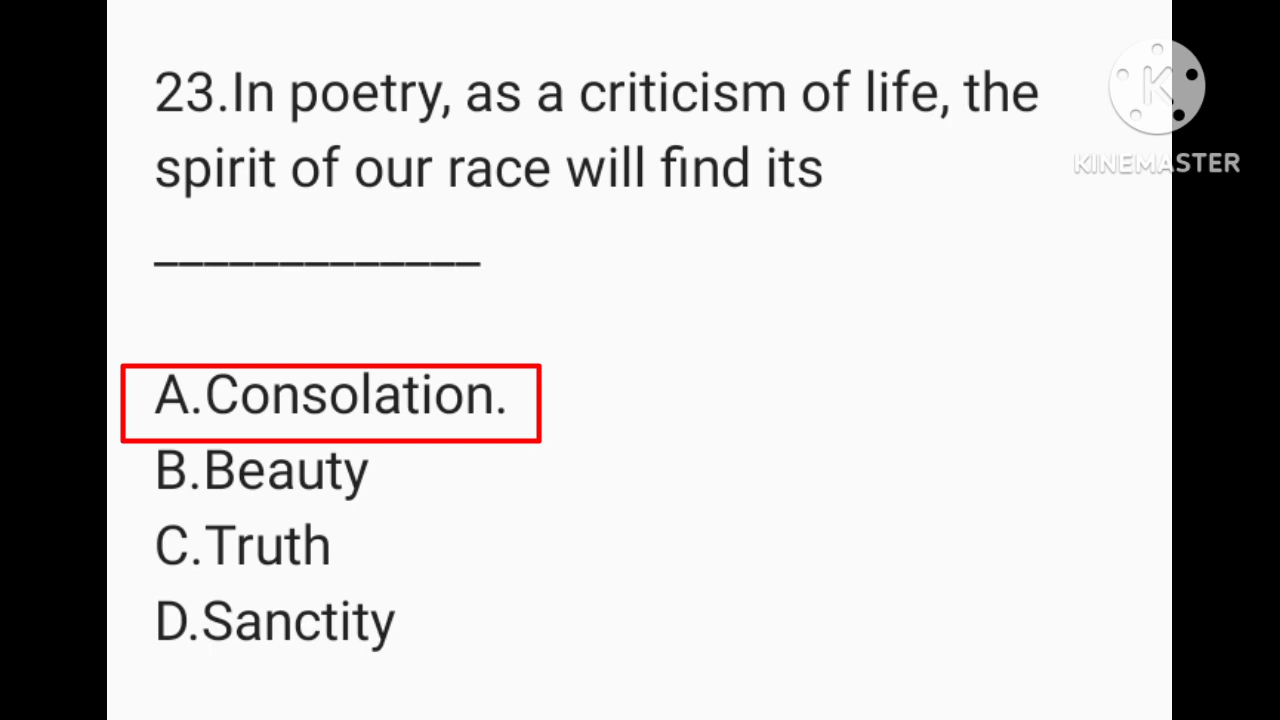 23.In poetry, as a criticism of life, the
spirit of our race will find its
_____________
A.Consolation.
B.Beauty
C.Truth
D.Sanctity
K
KINEMASTER